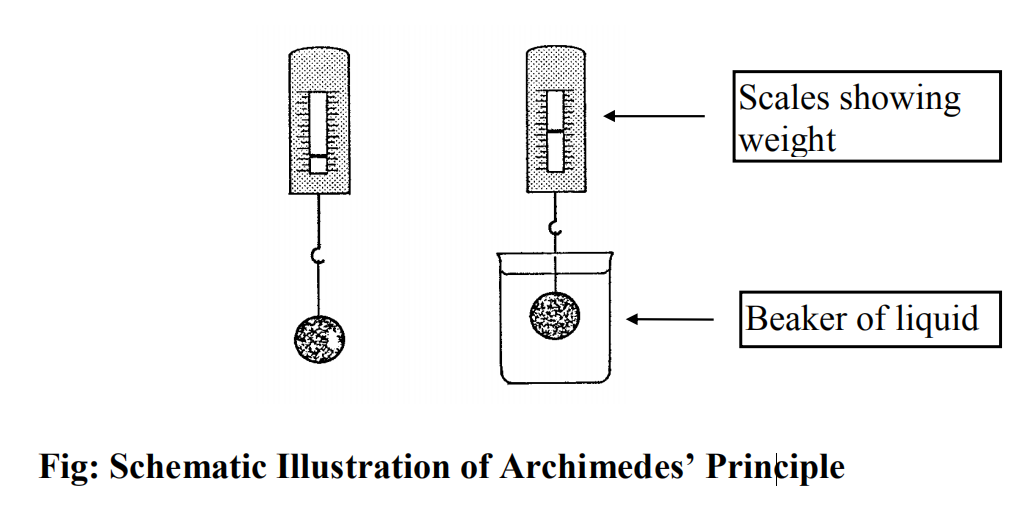 Scales showing
weight
Beaker of liquid
Fig: Schematic Illustration of Archimedes’ Principle